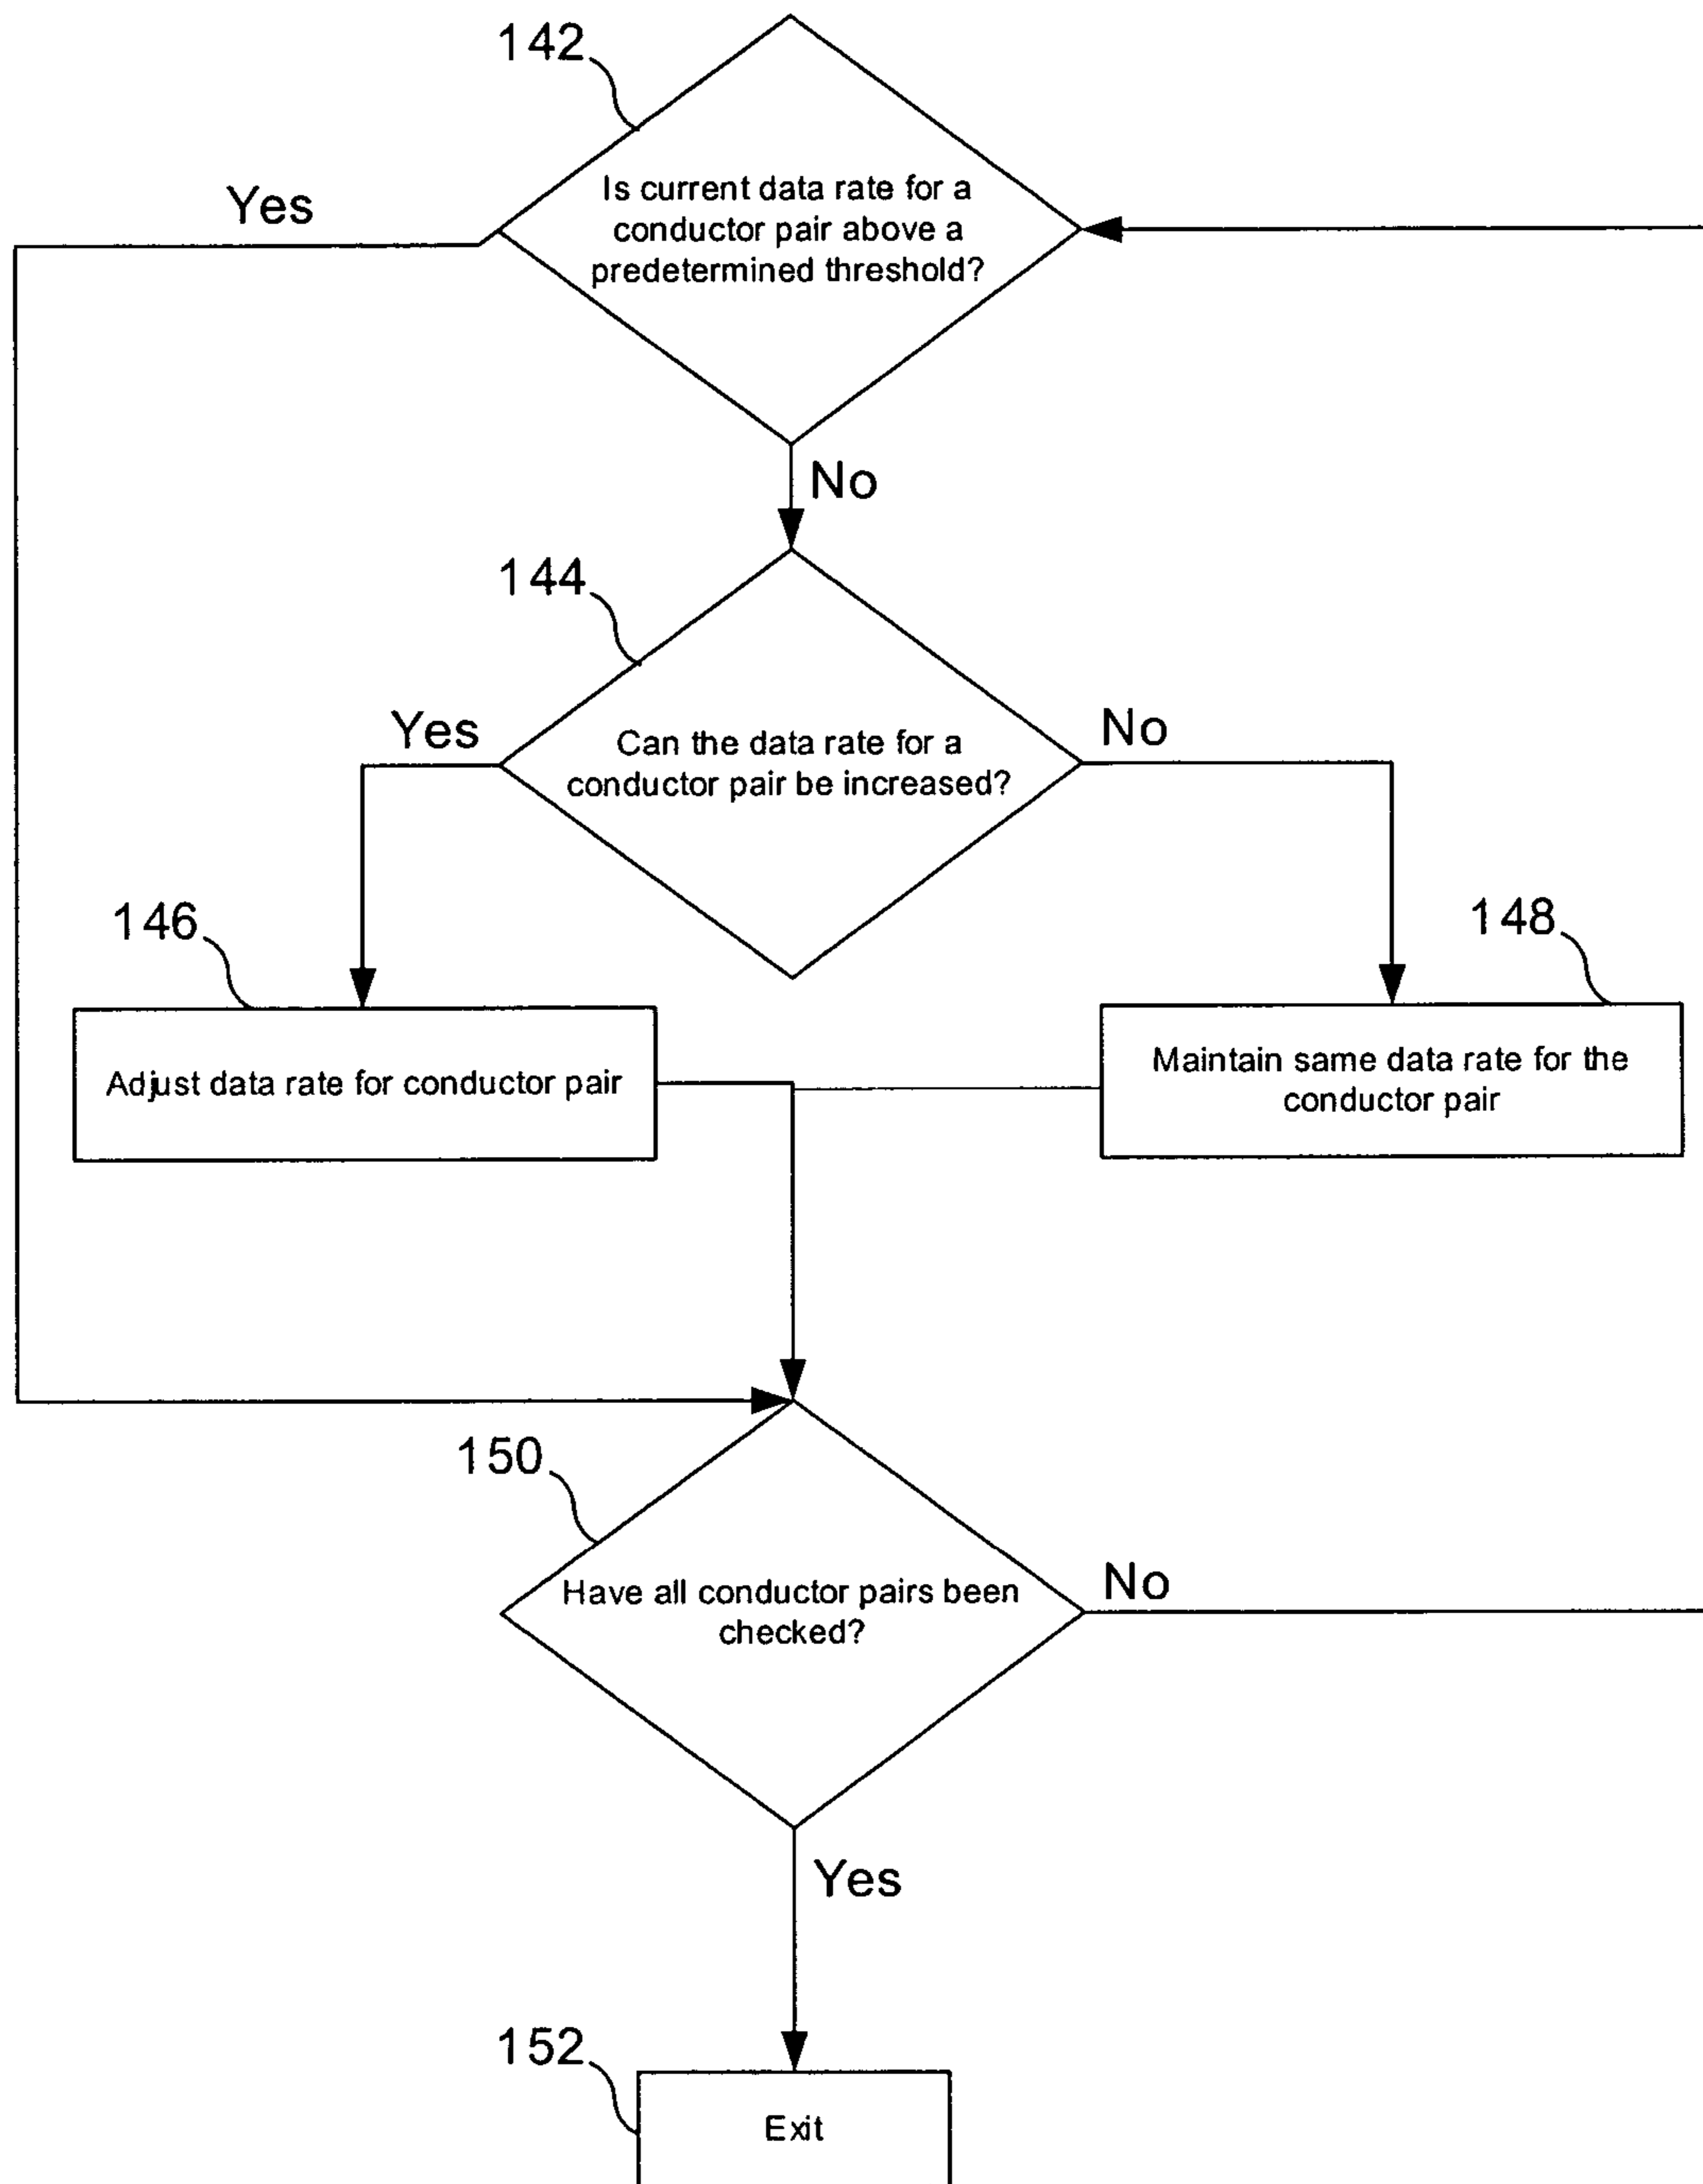 142
Is current data rate for a
conductor pair above a
predetermined threshold?
Yes
No
144
Can the data rate for a
conductor pair be increased?
Yes
No
146
Adjust data rate for conductor pair
148
Maintain same data rate for the
conductor pair
150
Have all conductor pairs been
checked?
No
Yes
152
Exit